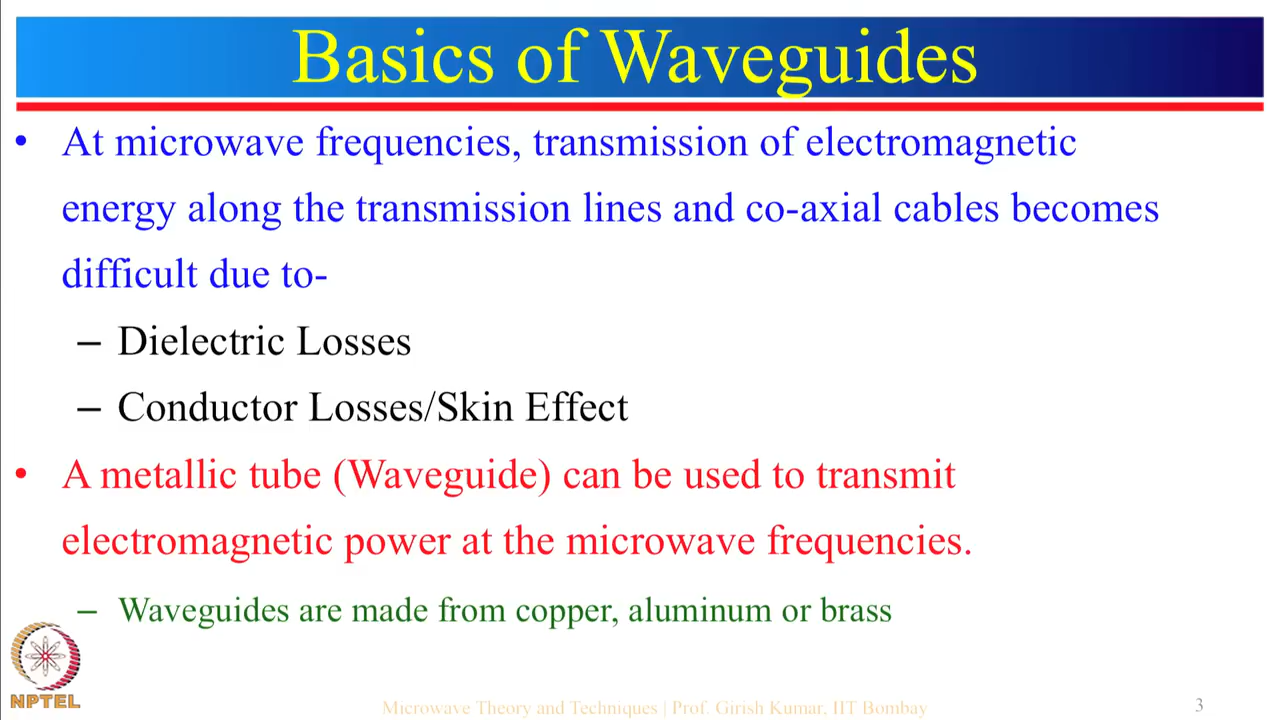 Basics of Waveguides
• At microwave frequencies, transmission of electromagnetic
energy along the transmission lines and co-axial cables becomes
difficult due to-
– Dielectric Losses
– Conductor Losses/Skin Effect
• A metallic tube (Waveguide) can be used to transmit
electromagnetic power at the microwave frequencies.
– Waveguides are made from copper, aluminum or brass
NPTEL
Microwave Theory and Techniques | Prof. Girish Kumar, IIT Bombay
3